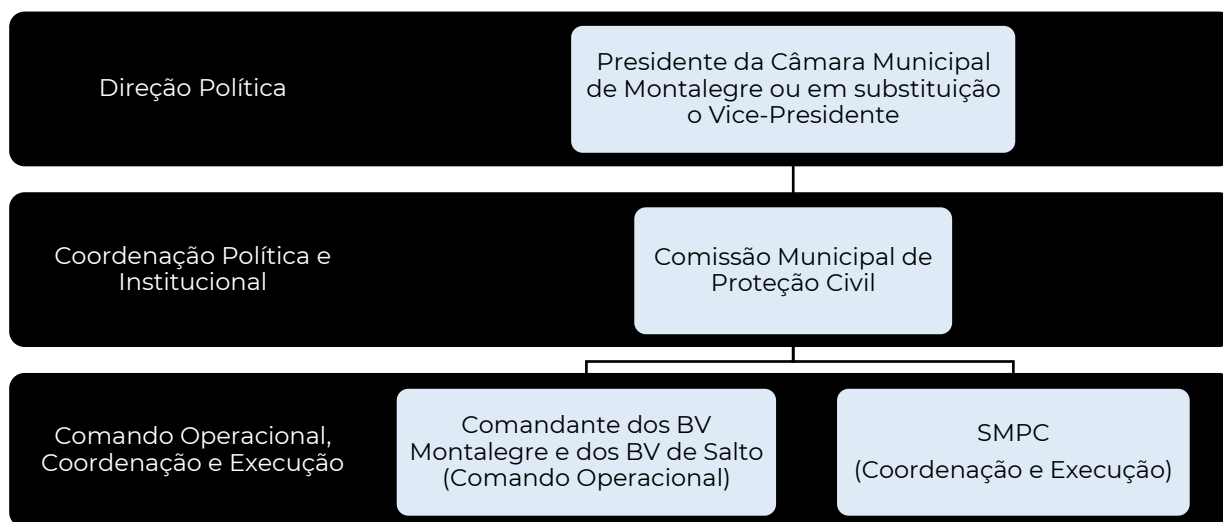 Direção Política
Presidente da Câmara Municipal
de Montalegre ou em substituição
o Vice-Presidente
Coordenação Política e
Institucional
Comissão Municipal de
Proteção Civil
Comando Operacional,
Coordenação e Execução
Comandante dos BV
Montalegre e dos BV de Salto
(Comando Operacional)
SMPC
(Coordenação e Execução)